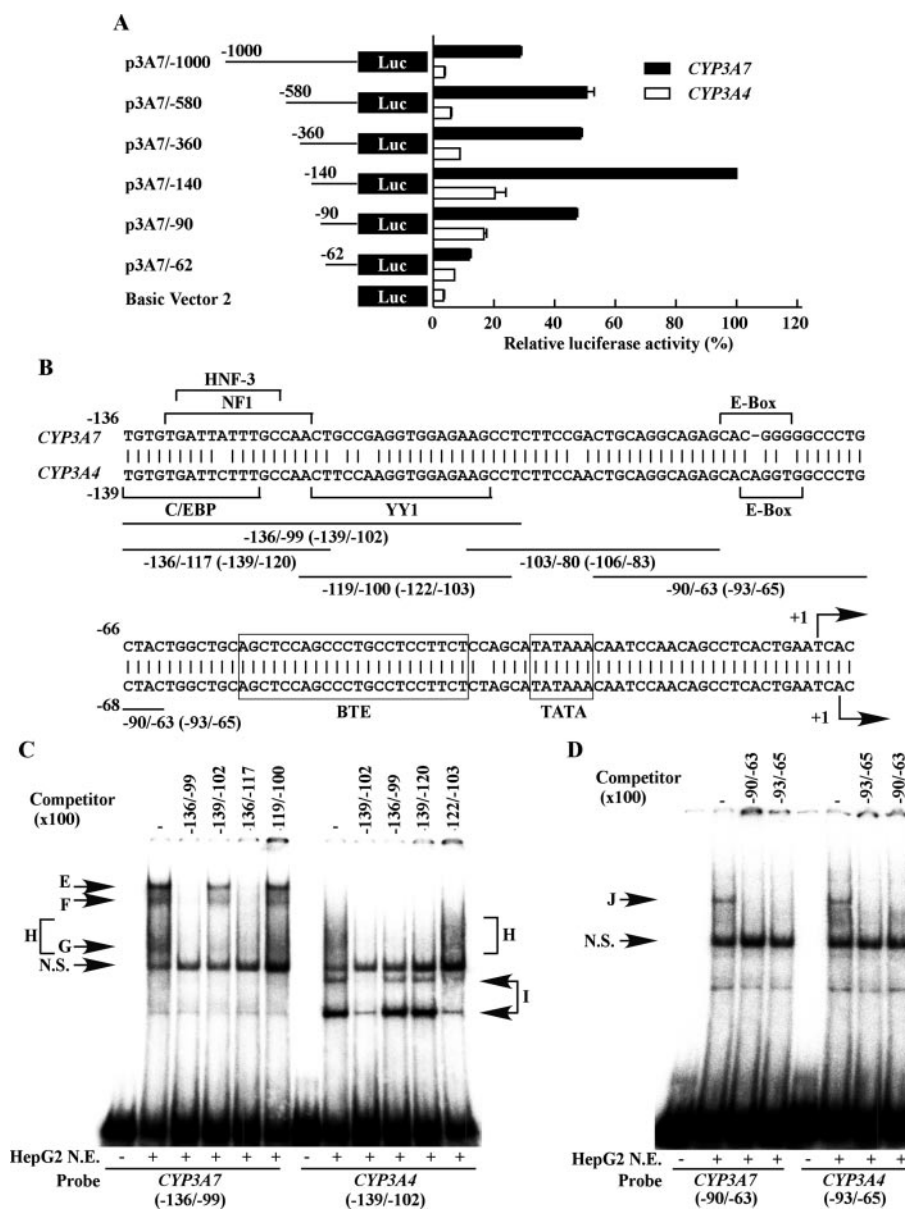 A
p3A7/-1000 -1000 Luc
p3A7/-580 -580 Luc
p3A7/-360 -360 Luc
p3A7/-140 -140 Luc
p3A7/-90 -90 Luc
p3A7/-62 -62 Luc
Basic Vector 2 Luc
CYP3A7
CYP3A4
0 20 40 60 80 100 120
Relative luciferase activity (%)
B
HNF-3
NF1
E-Box
-136
CYP3A7 TGTGTGATTATTTGCCAACTGCCGAGGTGGAGAAGCCTCTTCCGACTGCAGGCAGAGCAC-GGGGGCCCTG
CYP3A4 TGTGTGATTCTTTGCCAACTTCCAAGGTGGAGAAGCCTCTTCCAACTGCAGGCAGAGCACAGGTGGCCCTG
-139
C/EBP YY1 E-Box
-136/-99 (-139/-102)
-136/-117 (-139/-120)
-103/-80 (-106/-83)
-119/-100 (-122/-103)
-90/-63 (-93/-65)
-66
+1
CTACTGGCTGCAGCTCCAGCCCTGCCTCCTTCTCCAGCATATAAACAATCCAACAGCCTCACTGAATCAC
CTACTGGCTGCAGCTCCAGCCCTGCCTCCTTCTCTAGCATATAAACAATCCAACAGCCTCACTGAATCAC
-68
-90/-63 (-93/-65)
BTE TATA
+1
C
Competitor
(x100)
- -136/-99 -139/-102 -136/-117 -119/-100 - -139/-102 -136/-99 -139/-120 -122/-103
E
F
H
G
N.S.
H
I
HepG2 N.E. - + + + + + - + + + + +
Probe CYP3A7 CYP3A4
(-136/-99) (-139/-102)
D
Competitor
(x100)
- -90/-63 -93/-65 - -93/-65 -90/-63
J
N.S.
HepG2 N.E. - + + + - + + +
Probe CYP3A7 CYP3A4
(-90/-63) (-93/-65)